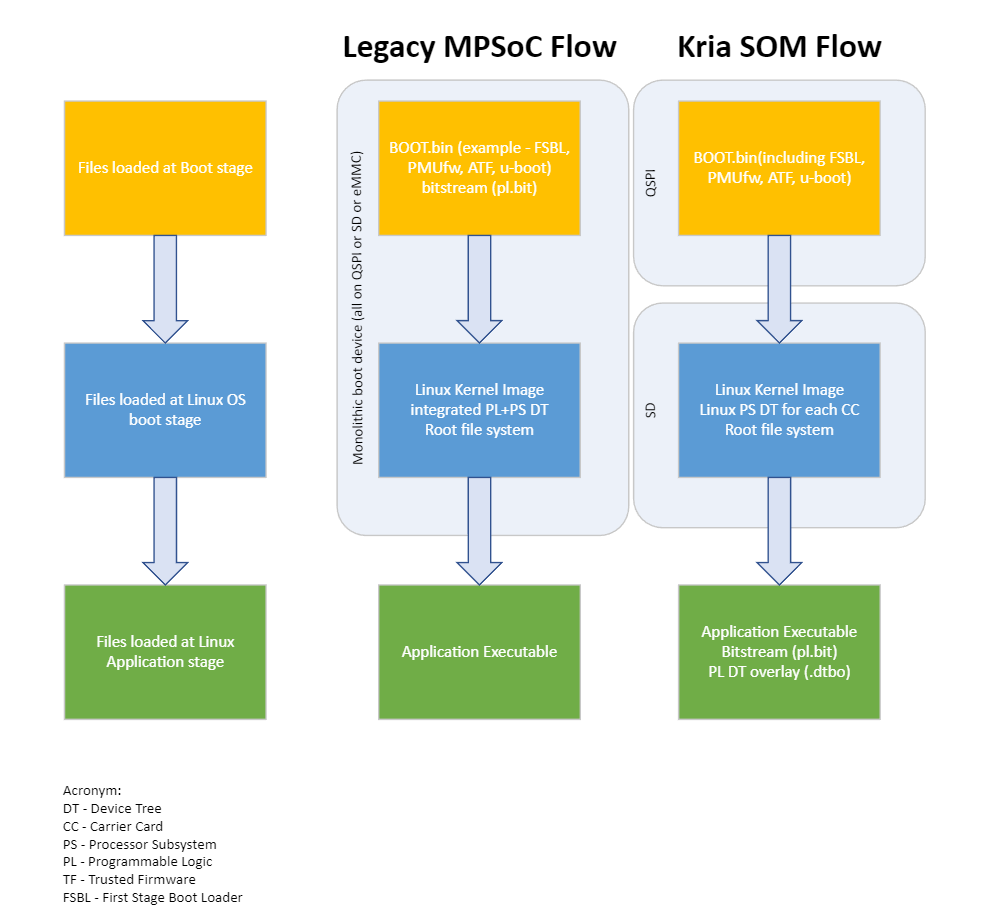 Legacy MPSoC Flow
Kria SOM Flow
Files loaded at Boot stage
Monolithic boot device (all on QSPI or SD or eMMC)
BOOT.bin (example - FSBL,
PMUfw, ATF, u-boot)
bitstream (pl.bit)
QSPI
BOOT.bin(including FSBL,
PMUfw, ATF, u-boot)
Files loaded at Linux OS
boot stage
Linux Kernel Image
integrated PL+PS DT
Root file system
SD
Linux Kernel Image
Linux PS DT for each CC
Root file system
Files loaded at Linux
Application stage
Application Executable
Application Executable
Bitstream (pl.bit)
PL DT overlay (.dtbo)
Acronym:
DT - Device Tree
CC - Carrier Card
PS - Processor Subsystem
PL - Programmable Logic
TF - Trusted Firmware
FSBL - First Stage Boot Loader